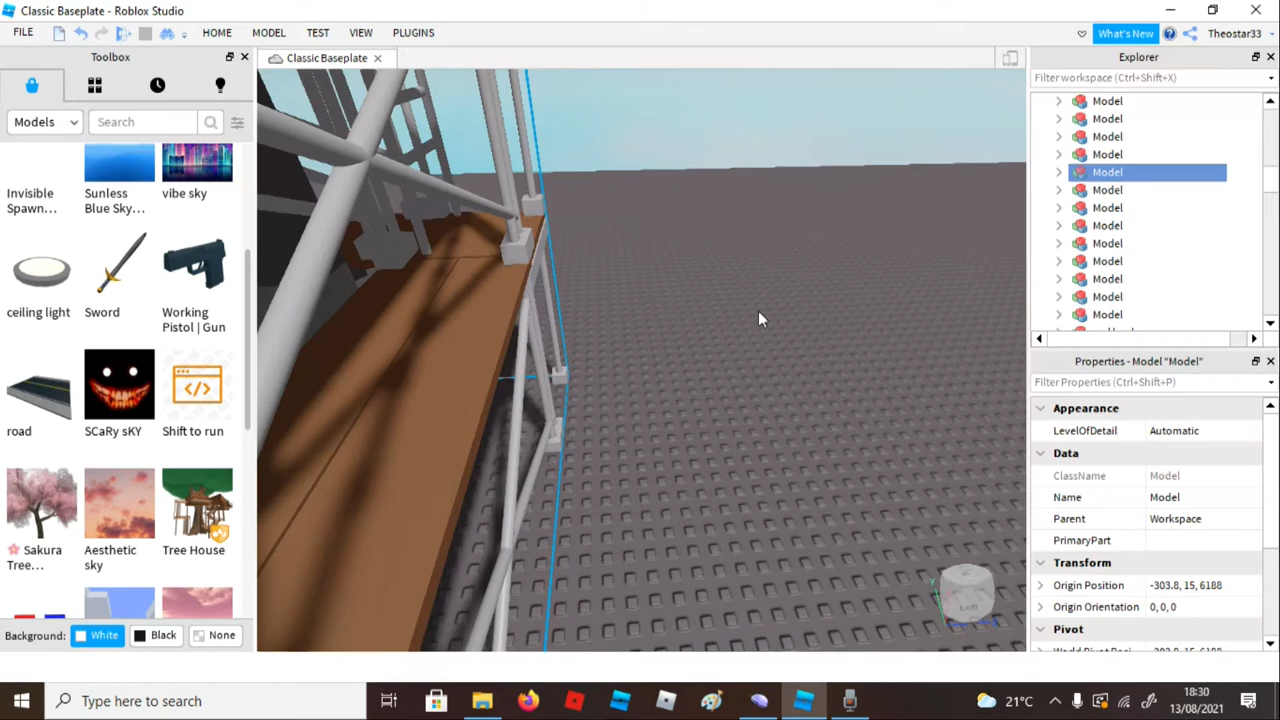 Classic Baseplate - Roblox Studio
FILE HOME MODEL TEST VIEW PLUGINS What's New Theostar33
Toolbox
Classic Baseplate
Explorer
Filter workspace (Ctrl+Shift+X)
Models Search
Model
Model
Model
Model
Model
Model
Model
Model
Model
Model
Model
Model
Model
Invisible Spawn... Sunless Blue Sky... vibe sky
ceiling light Sword Working Pistol | Gun
road SCaRy sKY Shift to run
</>
🌸 Sakura Tree... Aesthetic sky Tree House
Background: White Black None
Properties - Model "Model"
Filter Properties (Ctrl+Shift+P)
Appearance
LevelOfDetail Automatic
Data
ClassName Model
Name Model
Parent Workspace
PrimaryPart
Transform
Origin Position -303.8, 15, 6188
Origin Orientation 0, 0, 0
Pivot
Y
Left
Type here to search
21°C
18:30
13/08/2021